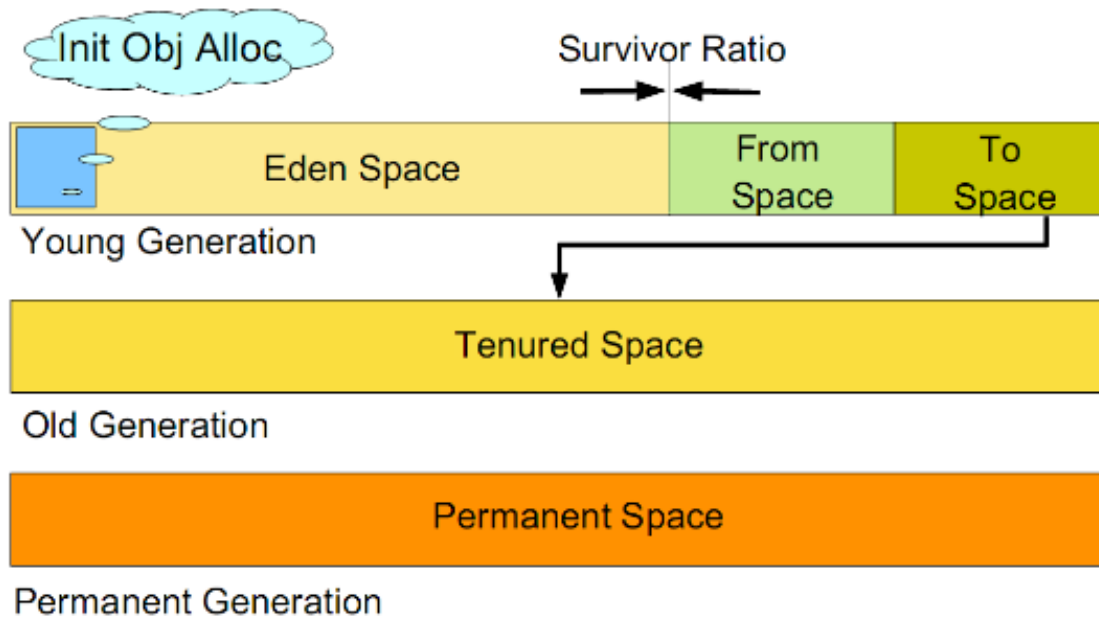 Init Obj Alloc
Survivor Ratio
Eden Space
From
Space
To
Space
Young Generation
Tenured Space
Old Generation
Permanent Space
Permanent Generation